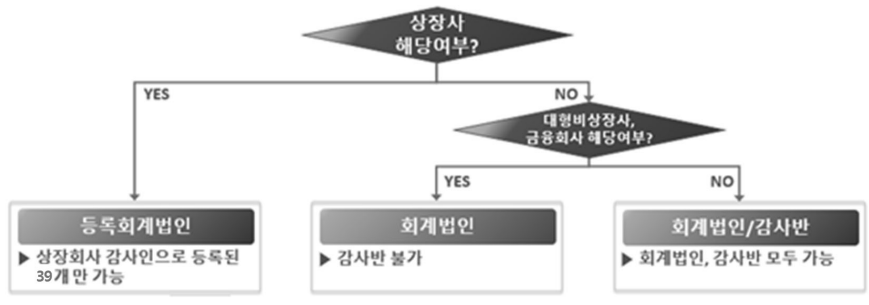 상장사
해당여부?
YES
NO
대형비상장사,
금융회사 해당여부?
YES
NO
등록회계법인
▶ 상장회사 감사인으로 등록된
39개 만 가능
회계법인
▶ 감사반 불가
회계법인/감사반
▶ 회계법인, 감사반 모두 가능